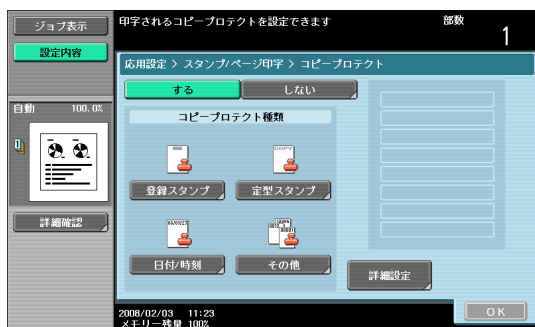 ジョブ表示
設定内容
印字されるコピープロテクトを設定できます
部数
1
応用設定 > スタンプ/ページ印字 > コピープロテクト
する
しない
コピープロテクト種類
自動 100.0%
1
COPY
登録スタンプ
定型スタンプ
詳細確認
日付/時刻
その他
詳細設定
2008/02/03 11:23
メモリー残量 100%
OK